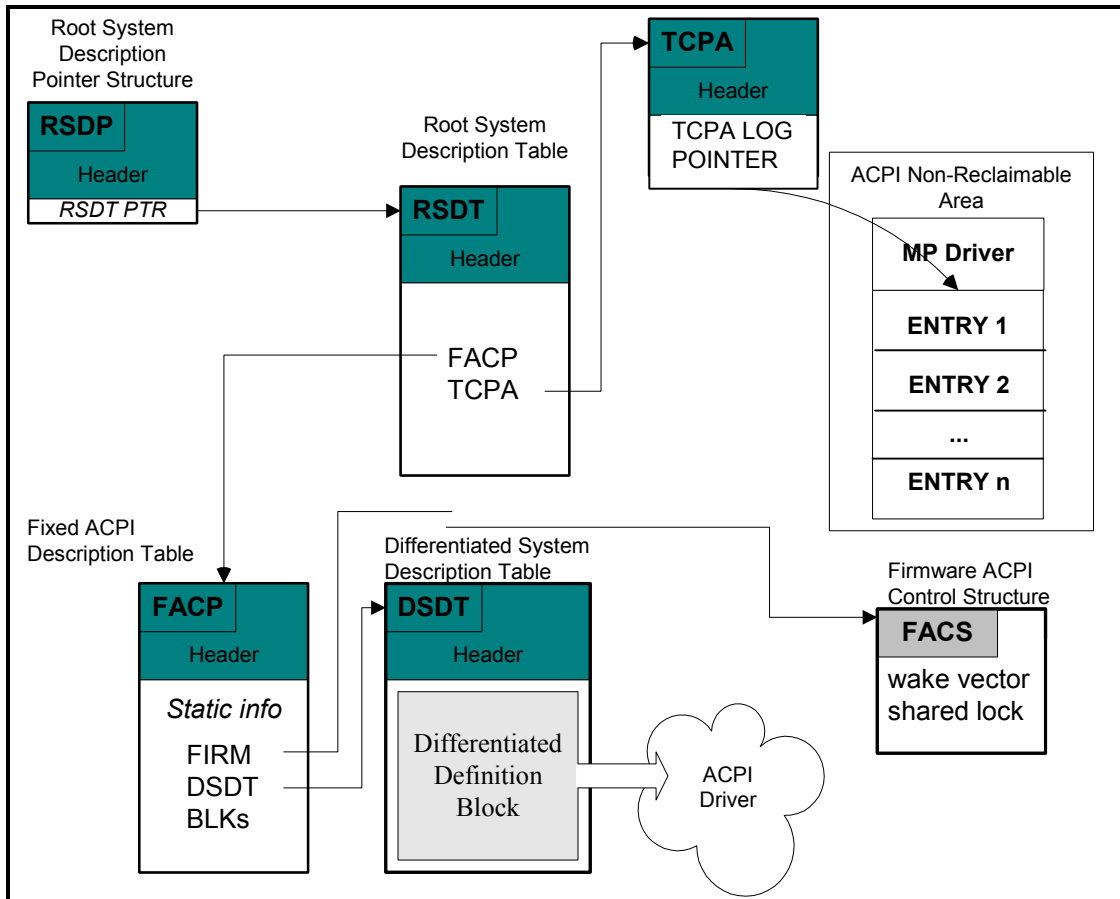 Root System
Description
Pointer Structure
RSDP
Header
RSDT PTR
Root System
Description Table
RSDT
Header
FACP
TCPA
TCPA
Header
TCPA LOG
POINTER
ACPI Non-Reclaimable
Area
MP Driver
ENTRY 1
ENTRY 2
...
ENTRY n
Fixed ACPI
Description Table
FACP
Header
Static info
FIRM
DSDT
BLKs
Differentiated System
Description Table
DSDT
Header
Differentiated
Definition
Block
ACPI
Driver
Firmware ACPI
Control Structure
FACS
wake vector
shared lock